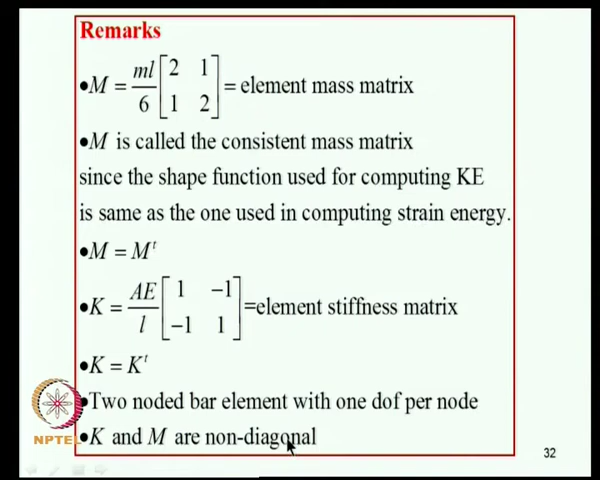 Remarks
•M = ml/6 [2 1; 1 2] = element mass matrix
•M is called the consistent mass matrix
since the shape function used for computing KE
is same as the one used in computing strain energy.
•M = M^t
•K = AE/l [1 −1; −1 1] =element stiffness matrix
•K = K^t
•Two noded bar element with one dof per node
•K and M are non-diagonal
NPTEL
32